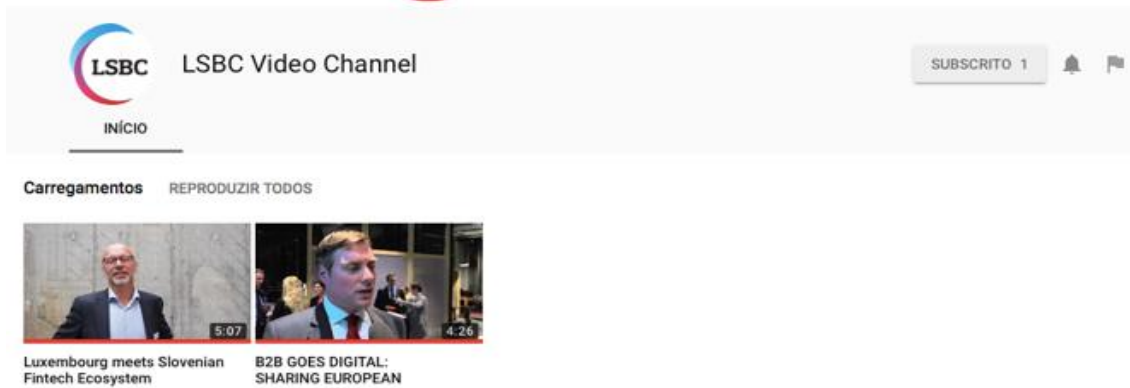 LSBC
LSBC Video Channel
SUBSCRITO 1
INÍCIO
Carregamentos REPRODUZIR TODOS
5:07
4:26
Luxembourg meets Slovenian
Fintech Ecosystem
B2B GOES DIGITAL:
SHARING EUROPEAN